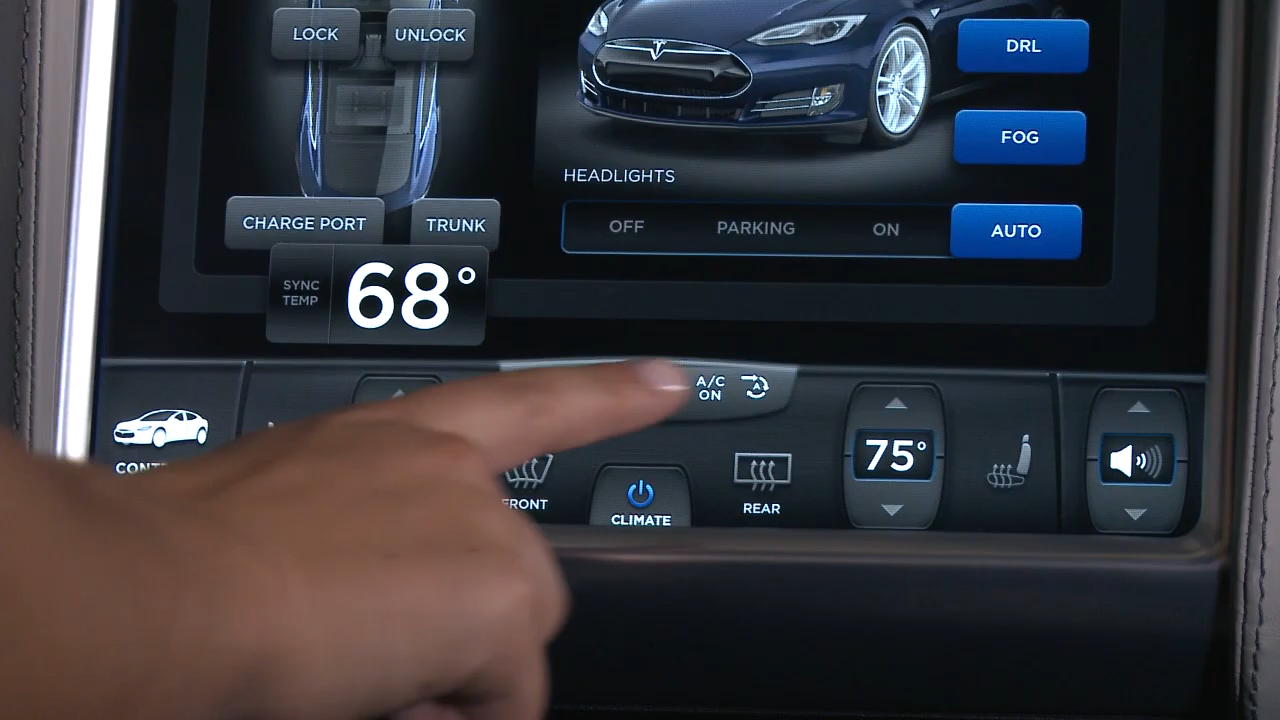 LOCK
UNLOCK
DRL
FOG
HEADLIGHTS
CHARGE PORT
TRUNK
OFF
PARKING
ON
AUTO
SYNC
TEMP
68°
A/C
ON
A
75°
FRONT
CLIMATE
REAR